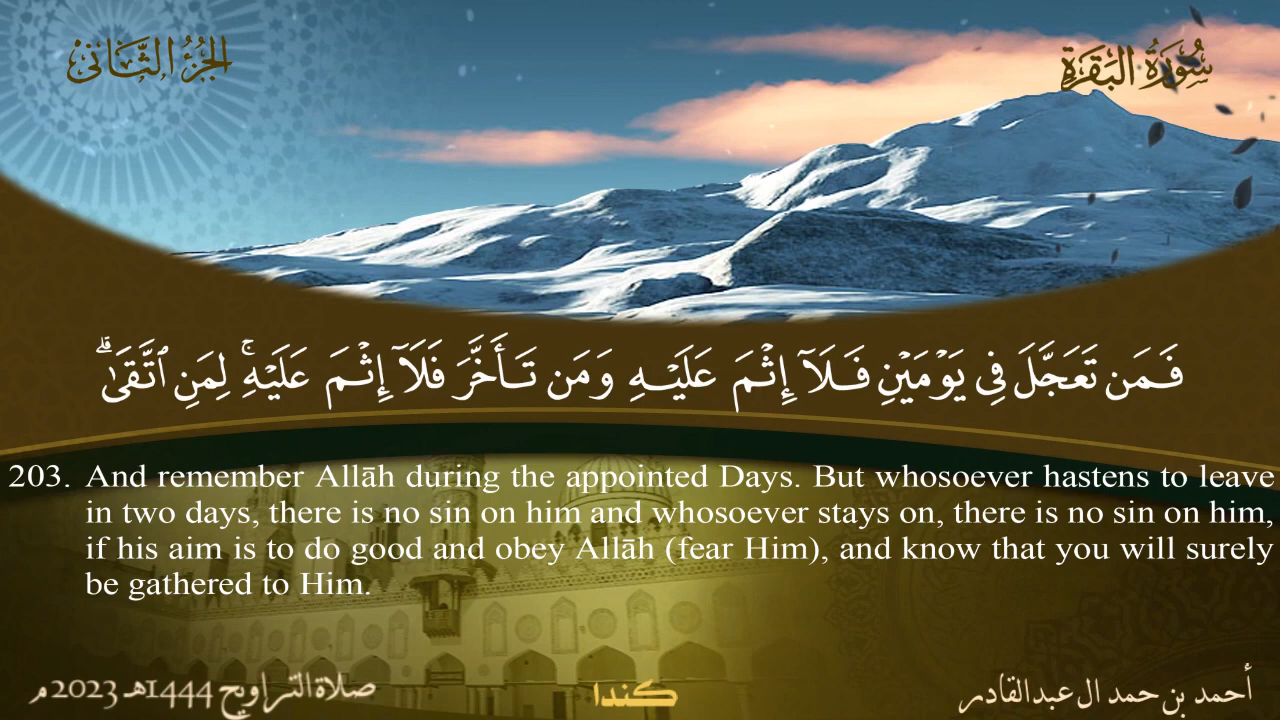 سُورَةُ البَقَرَةِ
الجُزْءُ الثَّانِي
فَمَن تَعَجَّلَ فِي يَوْمَيْنِ فَلَآ إِثْمَ عَلَيْهِ وَمَن تَأَخَّرَ فَلَآ إِثْمَ عَلَيْهِۚ لِمَنِ ٱتَّقَىٰۗ
203. And remember Allāh during the appointed Days. But whosoever hastens to leave
in two days, there is no sin on him and whosoever stays on, there is no sin on him,
if his aim is to do good and obey Allāh (fear Him), and know that you will surely
be gathered to Him.
أحمد بن حمد ال عبدالقادر
كندا
صلاة التراويح 1444هـ 2023م